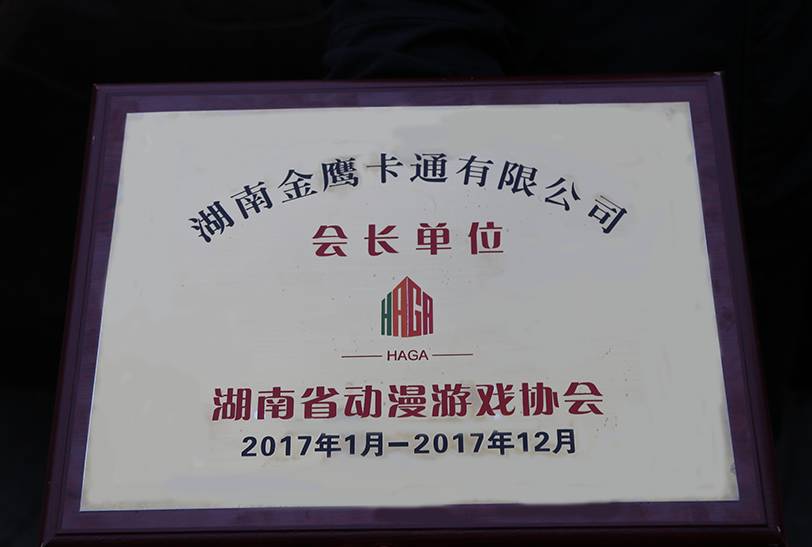 湖南金鹰卡通有限公司
会长单位
HAGA
HAGA
湖南省动漫游戏协会
2017年1月－2017年12月